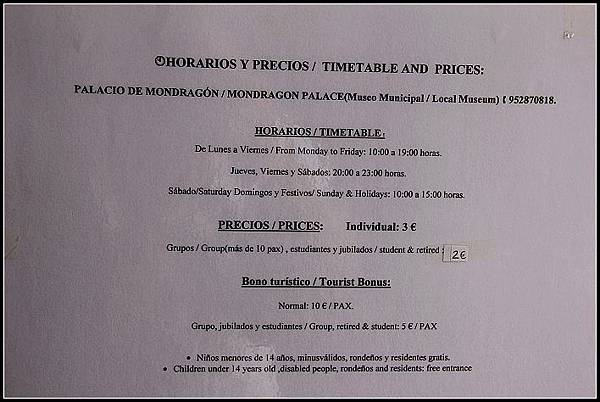 HORARIOS Y PRECIOS / TIMETABLE AND PRICES:
PALACIO DE MONDRAGÓN / MONDRAGON PALACE(Museo Municipal / Local Museum) ( 952870818.
HORARIOS / TIMETABLE:
De Lunes a Viernes / From Monday to Friday: 10:00 a 19:00 horas.
Jueves, Viernes y Sábados: 20:00 a 23:00 horas.
Sábado/Saturday Domingos y Festivos/ Sunday & Holidays: 10:00 a 15:00 horas.
PRECIOS / PRICES: Individual: 3 €
Grupos / Group(más de 10 pax) , estudiantes y jubilados / student & retired : 2€
Bono turístico / Tourist Bonus:
Normal: 10 € / PAX.
Grupo, jubilados y estudiantes / Group, retired & student: 5 € / PAX
• Niños menores de 14 años, minusválidos, rondeños y residentes gratis.
• Children under 14 years old ,disabled people, rondeños and residents: free entrance